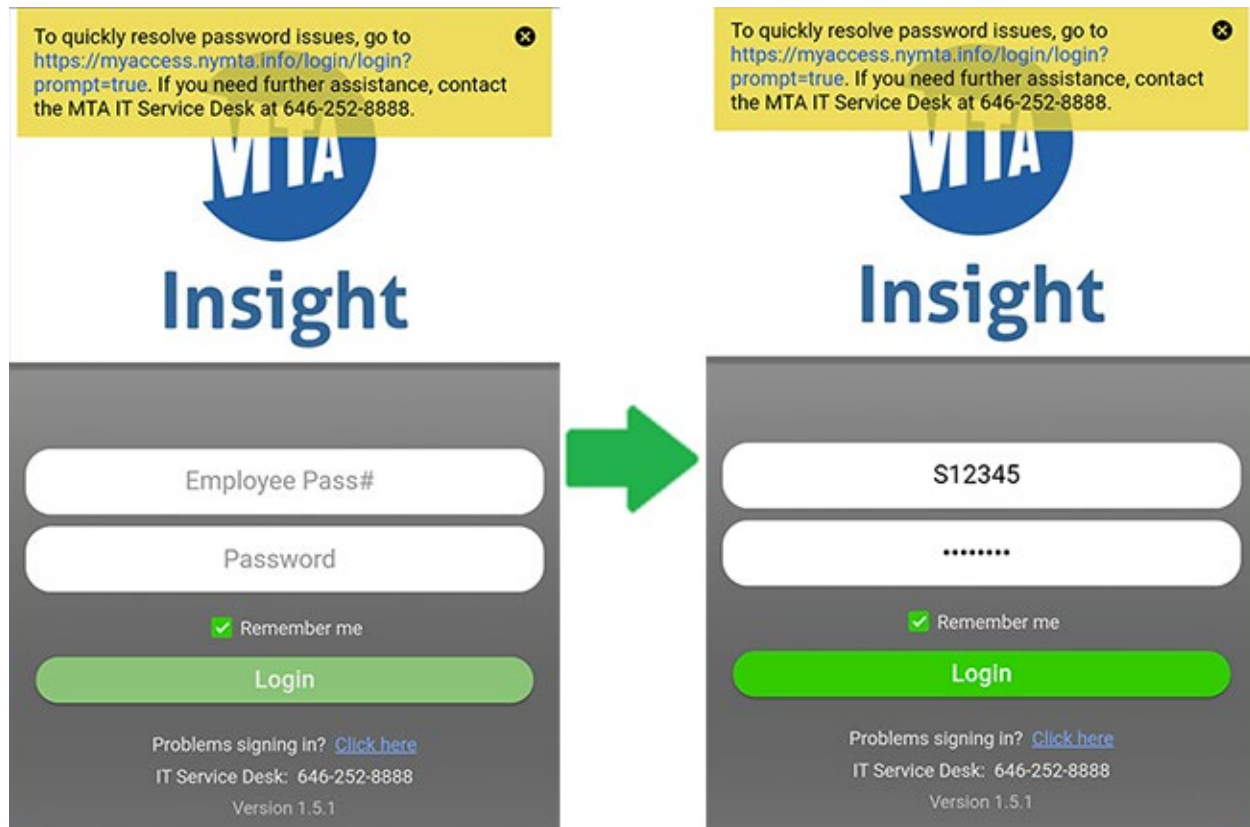 To quickly resolve password issues, go to
https://myaccess.nymta.info/login/login?
prompt=true. If you need further assistance, contact
the MTA IT Service Desk at 646-252-8888.
MTA
Insight
Employee Pass#
Password
Remember me
Login
Problems signing in? Click here
IT Service Desk: 646-252-8888
Version 1.5.1
To quickly resolve password issues, go to
https://myaccess.nymta.info/login/login?
prompt=true. If you need further assistance, contact
the MTA IT Service Desk at 646-252-8888.
MTA
Insight
S12345
••••••••
Remember me
Login
Problems signing in? Click here
IT Service Desk: 646-252-8888
Version 1.5.1